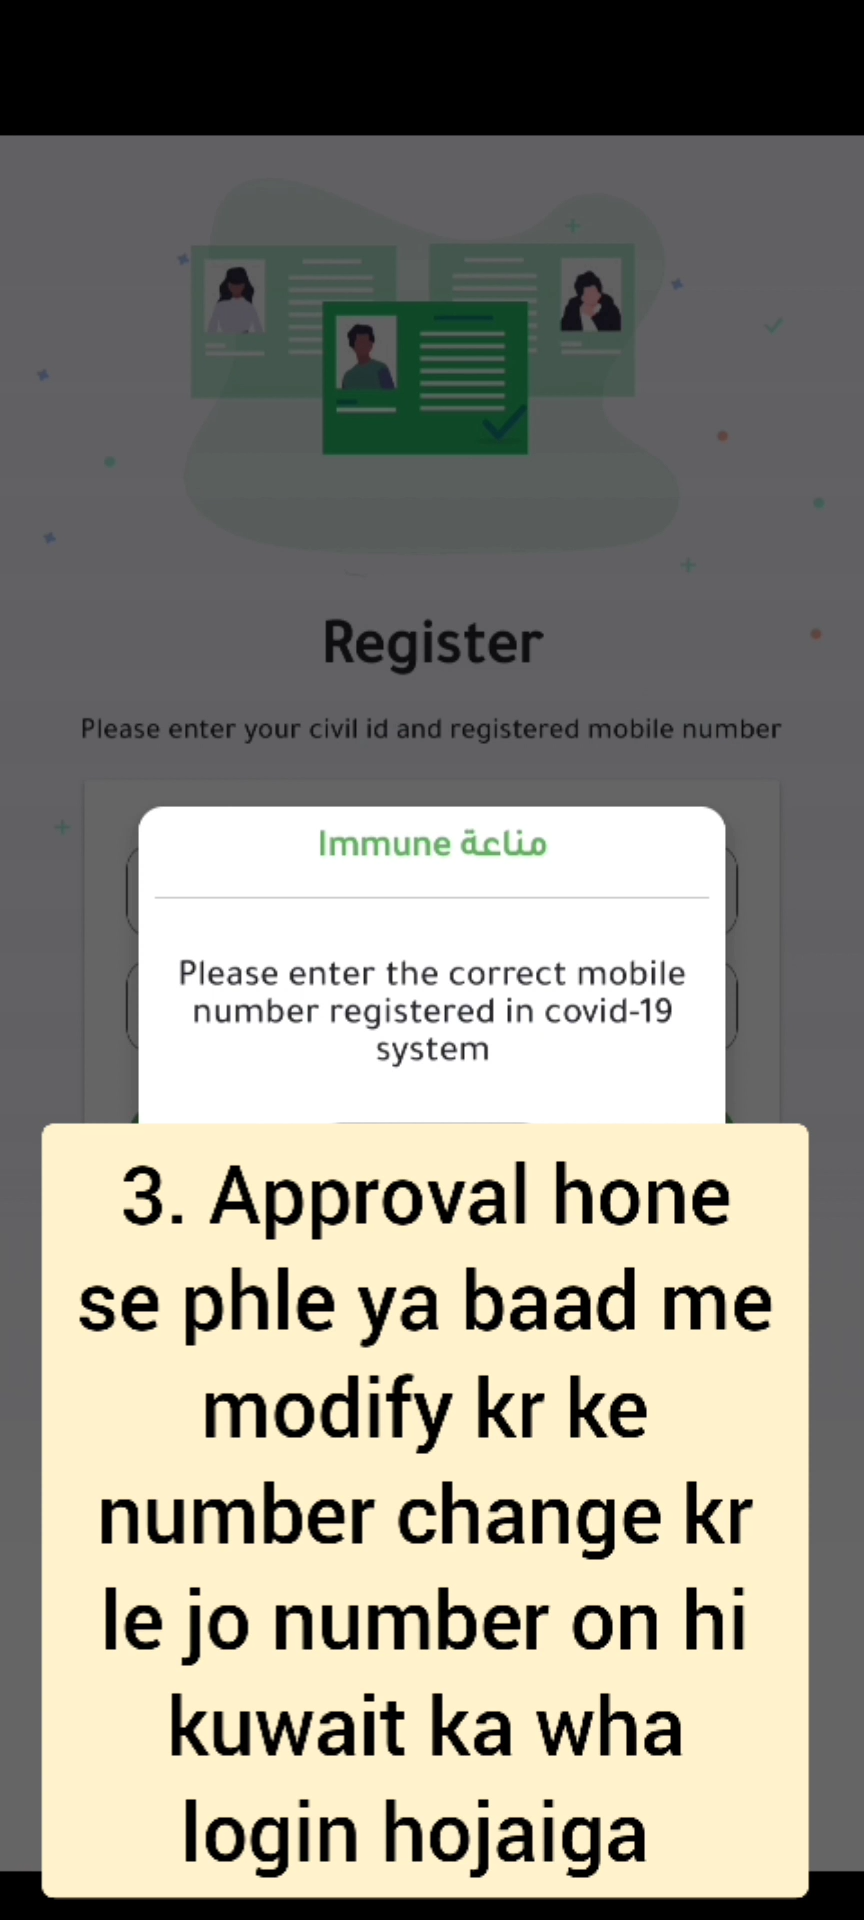 Register
Please enter your civil id and registered mobile number
Immune مناعة
Please enter the correct mobile
number registered in covid-19
system
3. Approval hone
se phle ya baad me
modify kr ke
number change kr
le jo number on hi
kuwait ka wha
login hojaiga